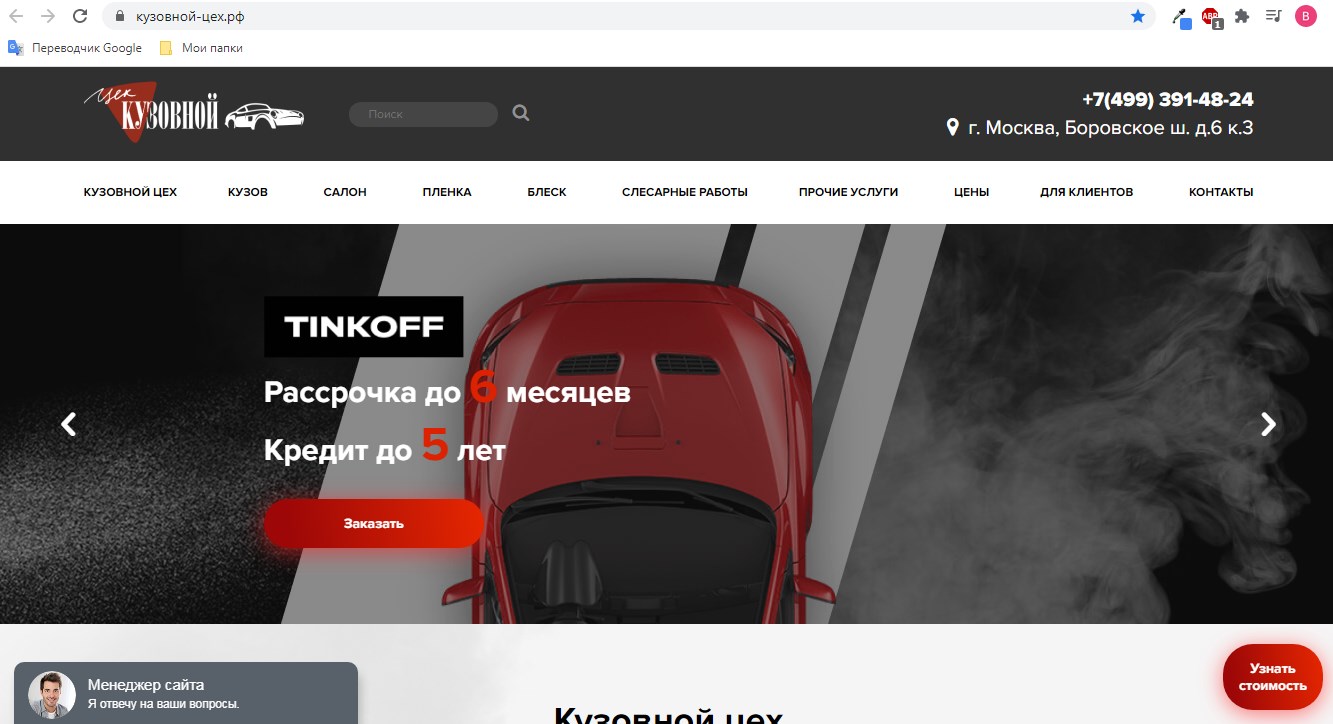 кузовной-цех.рф
ABP
1
B
Переводчик Google
Мои папки
цех
КУЗОВНОЙ
Поиск
+7(499) 391-48-24
г. Москва, Боровское ш. д.6 к.3
КУЗОВНОЙ ЦЕХ
КУЗОВ
САЛОН
ПЛЕНКА
БЛЕСК
СЛЕСАРНЫЕ РАБОТЫ
ПРОЧИЕ УСЛУГИ
ЦЕНЫ
ДЛЯ КЛИЕНТОВ
КОНТАКТЫ
TINKOFF
Рассрочка до 6 месяцев
Кредит до 5 лет
Заказать
Менеджер сайта
Я отвечу на ваши вопросы.
Узнать
стоимость
Кузовной цех